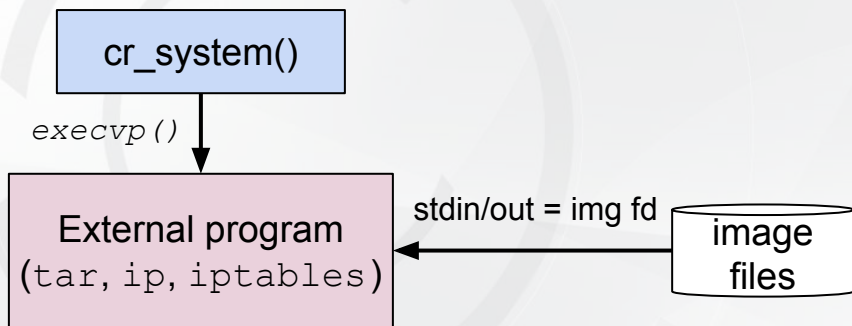 cr_system()
execvp()
External program
(tar, ip, iptables)
stdin/out = img fd
image
files